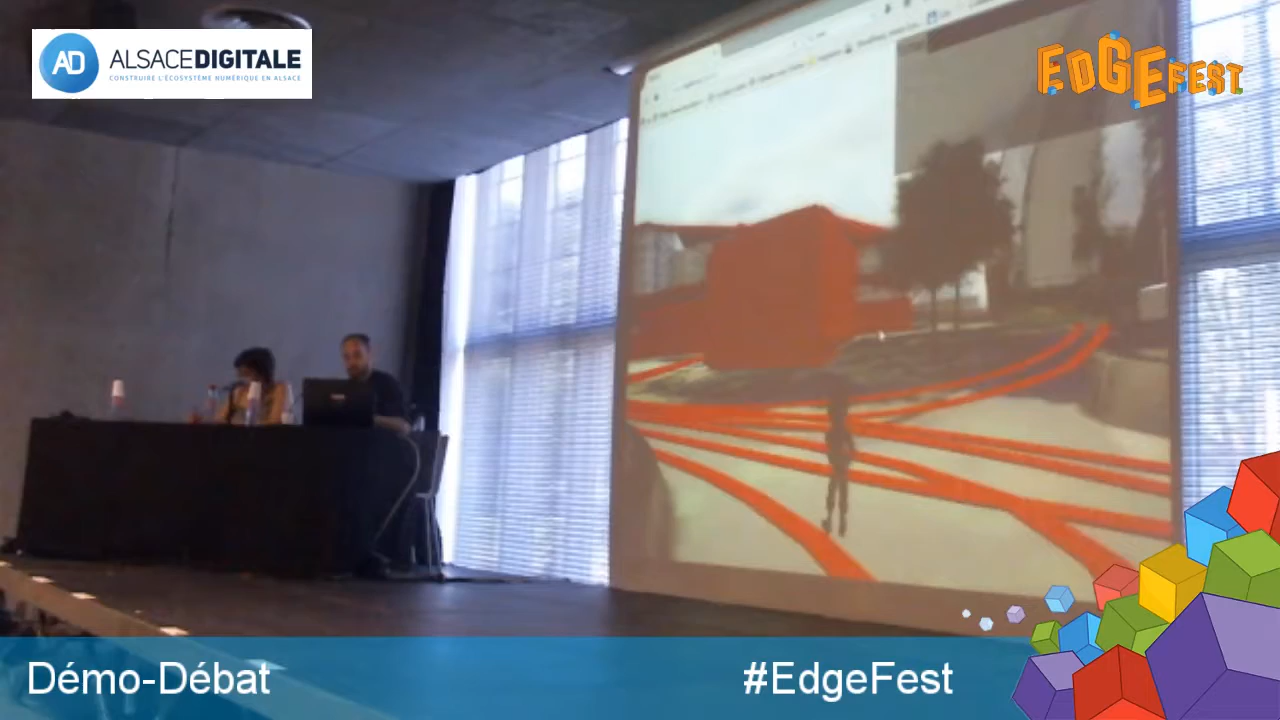 AD ALSACEDIGITALE
CONSTRUIRE L'ÉCOSYSTÈME NUMÉRIQUE EN ALSACE
EDGEFEST
Démo-Débat
#EdgeFest